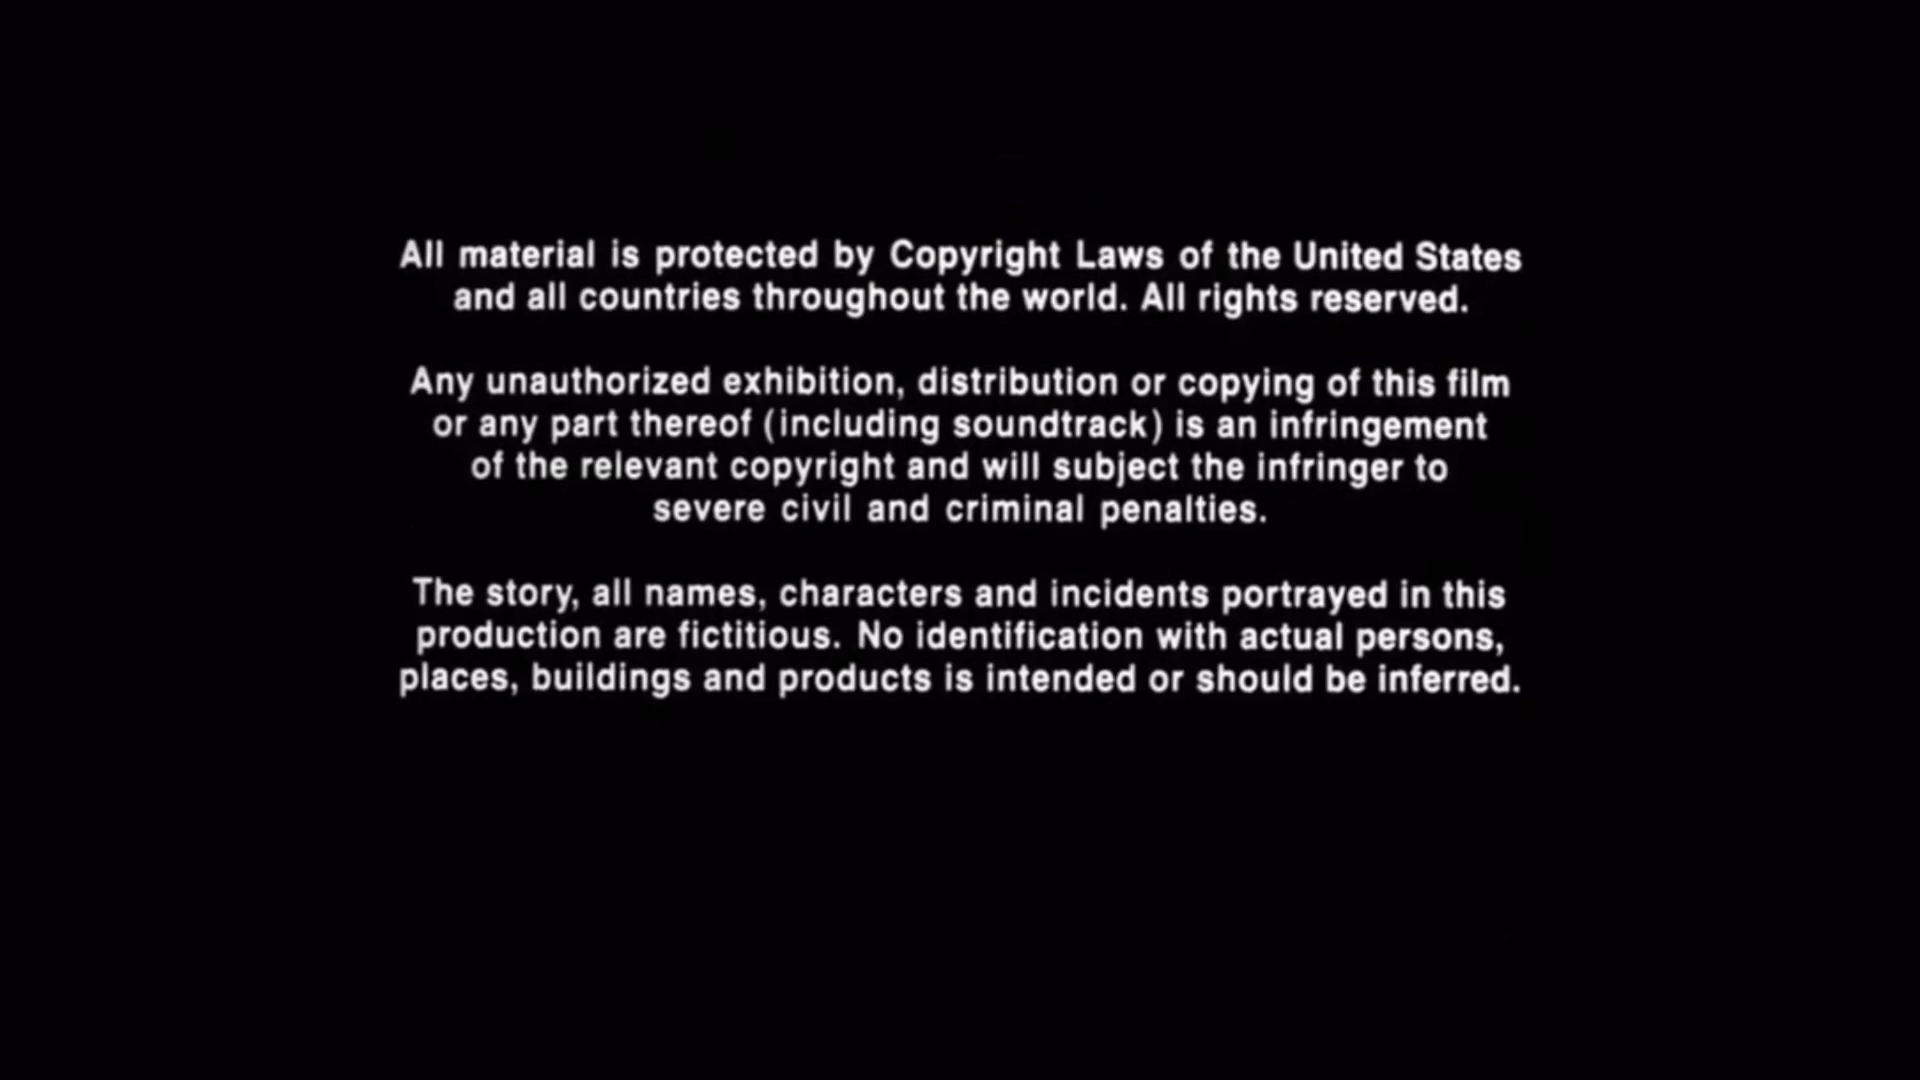 All material is protected by Copyright Laws of the United States
and all countries throughout the world. All rights reserved.
Any unauthorized exhibition, distribution or copying of this film
or any part thereof (including soundtrack) is an infringement
of the relevant copyright and will subject the infringer to
severe civil and criminal penalties.
The story, all names, characters and incidents portrayed in this
production are fictitious. No identification with actual persons,
places, buildings and products is intended or should be inferred.